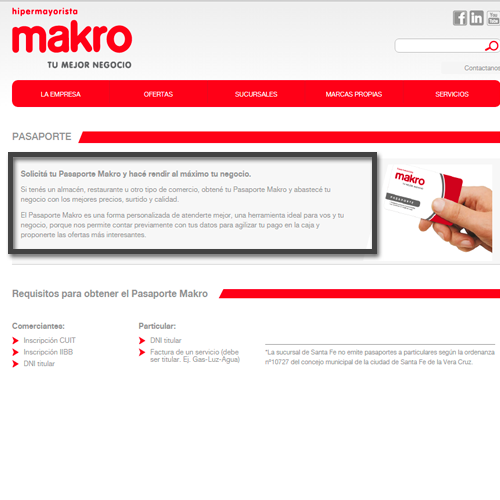 hipermayorista
makro
TU MEJOR NEGOCIO
Contactanos
LA EMPRESA
OFERTAS
SUCURSALES
MARCAS PROPIAS
SERVICIOS
PASAPORTE
Solicitá tu Pasaporte Makro y hacé rendir al máximo tu negocio.
Si tenés un almacén, restaurante u otro tipo de comercio, obtené tu Pasaporte Makro y abastecé tu
negocio con los mejores precios, surtido y calidad.
El Pasaporte Makro es una forma personalizada de atenderte mejor, una herramienta ideal para vos y tu
negocio, porque nos permite contar previamente con tus datos para agilizar tu pago en la caja y
proponerte las ofertas más interesantes.
makro
PASAPORTE
Requisitos para obtener el Pasaporte Makro
Comerciantes:
Inscripción CUIT
Inscripción IIBB
DNI titular
Particular:
DNI titular
Factura de un servicio (debe
ser titular. Ej. Gas-Luz-Agua)
*La sucursal de Santa Fe no emite pasaportes a particulares según la ordenanza
nº10727 del concejo municipal de la ciudad de Santa Fe de la Vera Cruz.